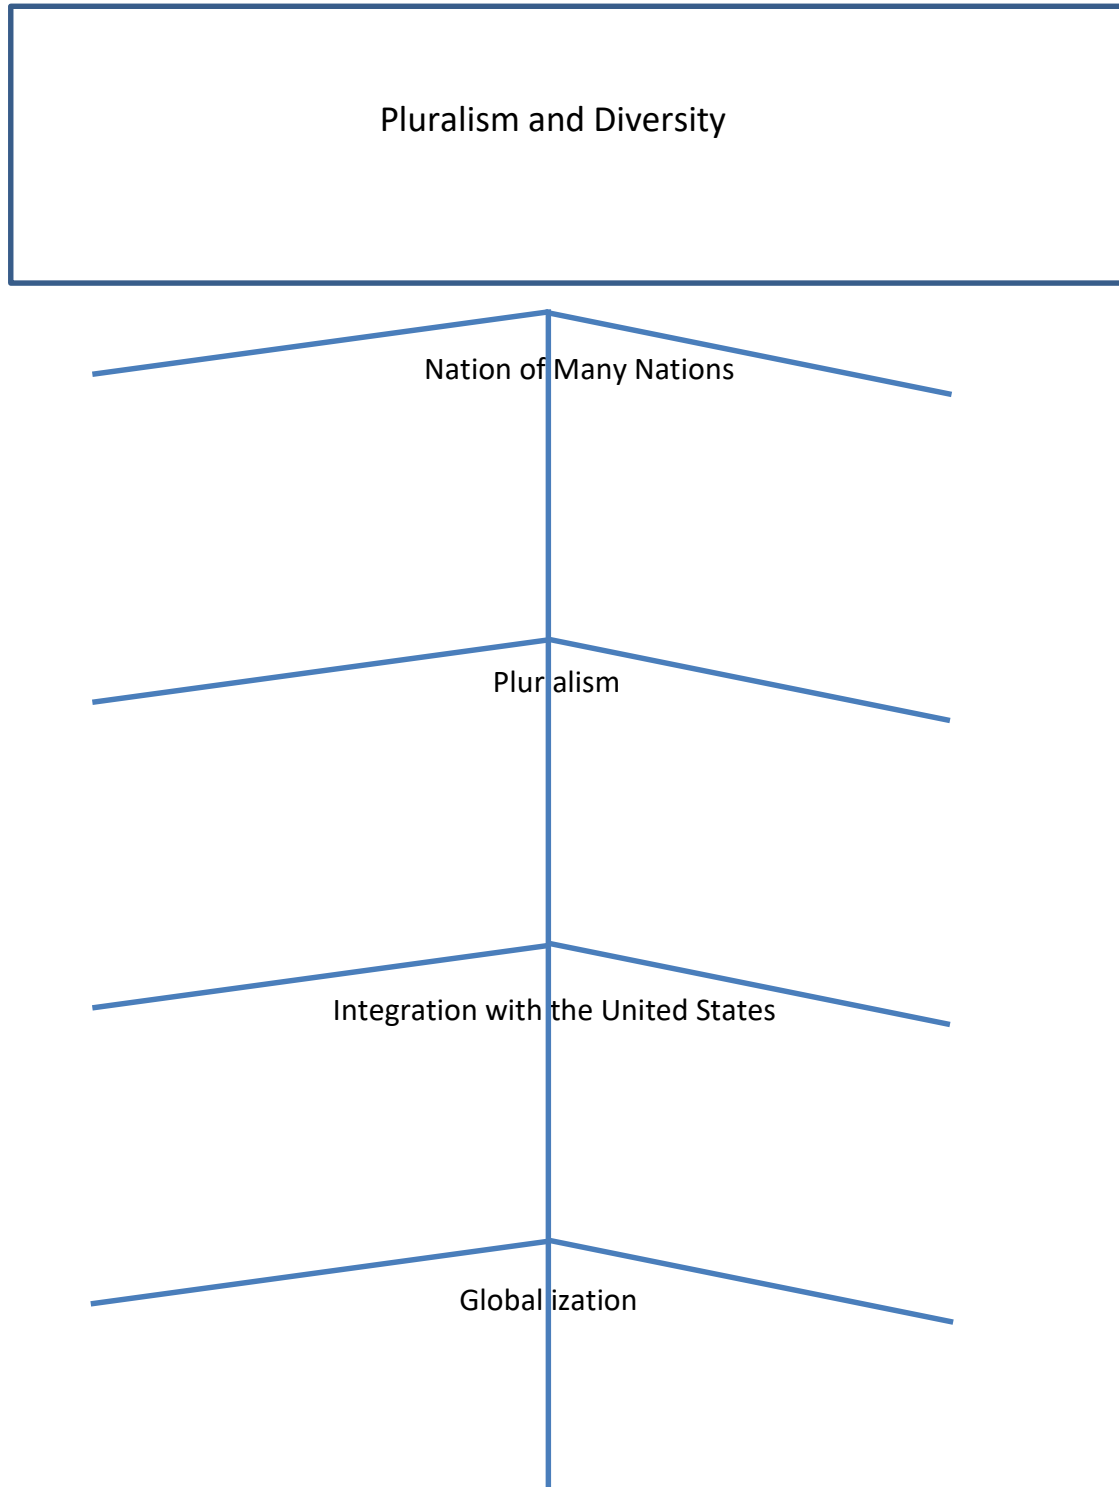 Pluralism and Diversity
Nation of Many Nations
Pluralism
Integration with the United States
Globalization